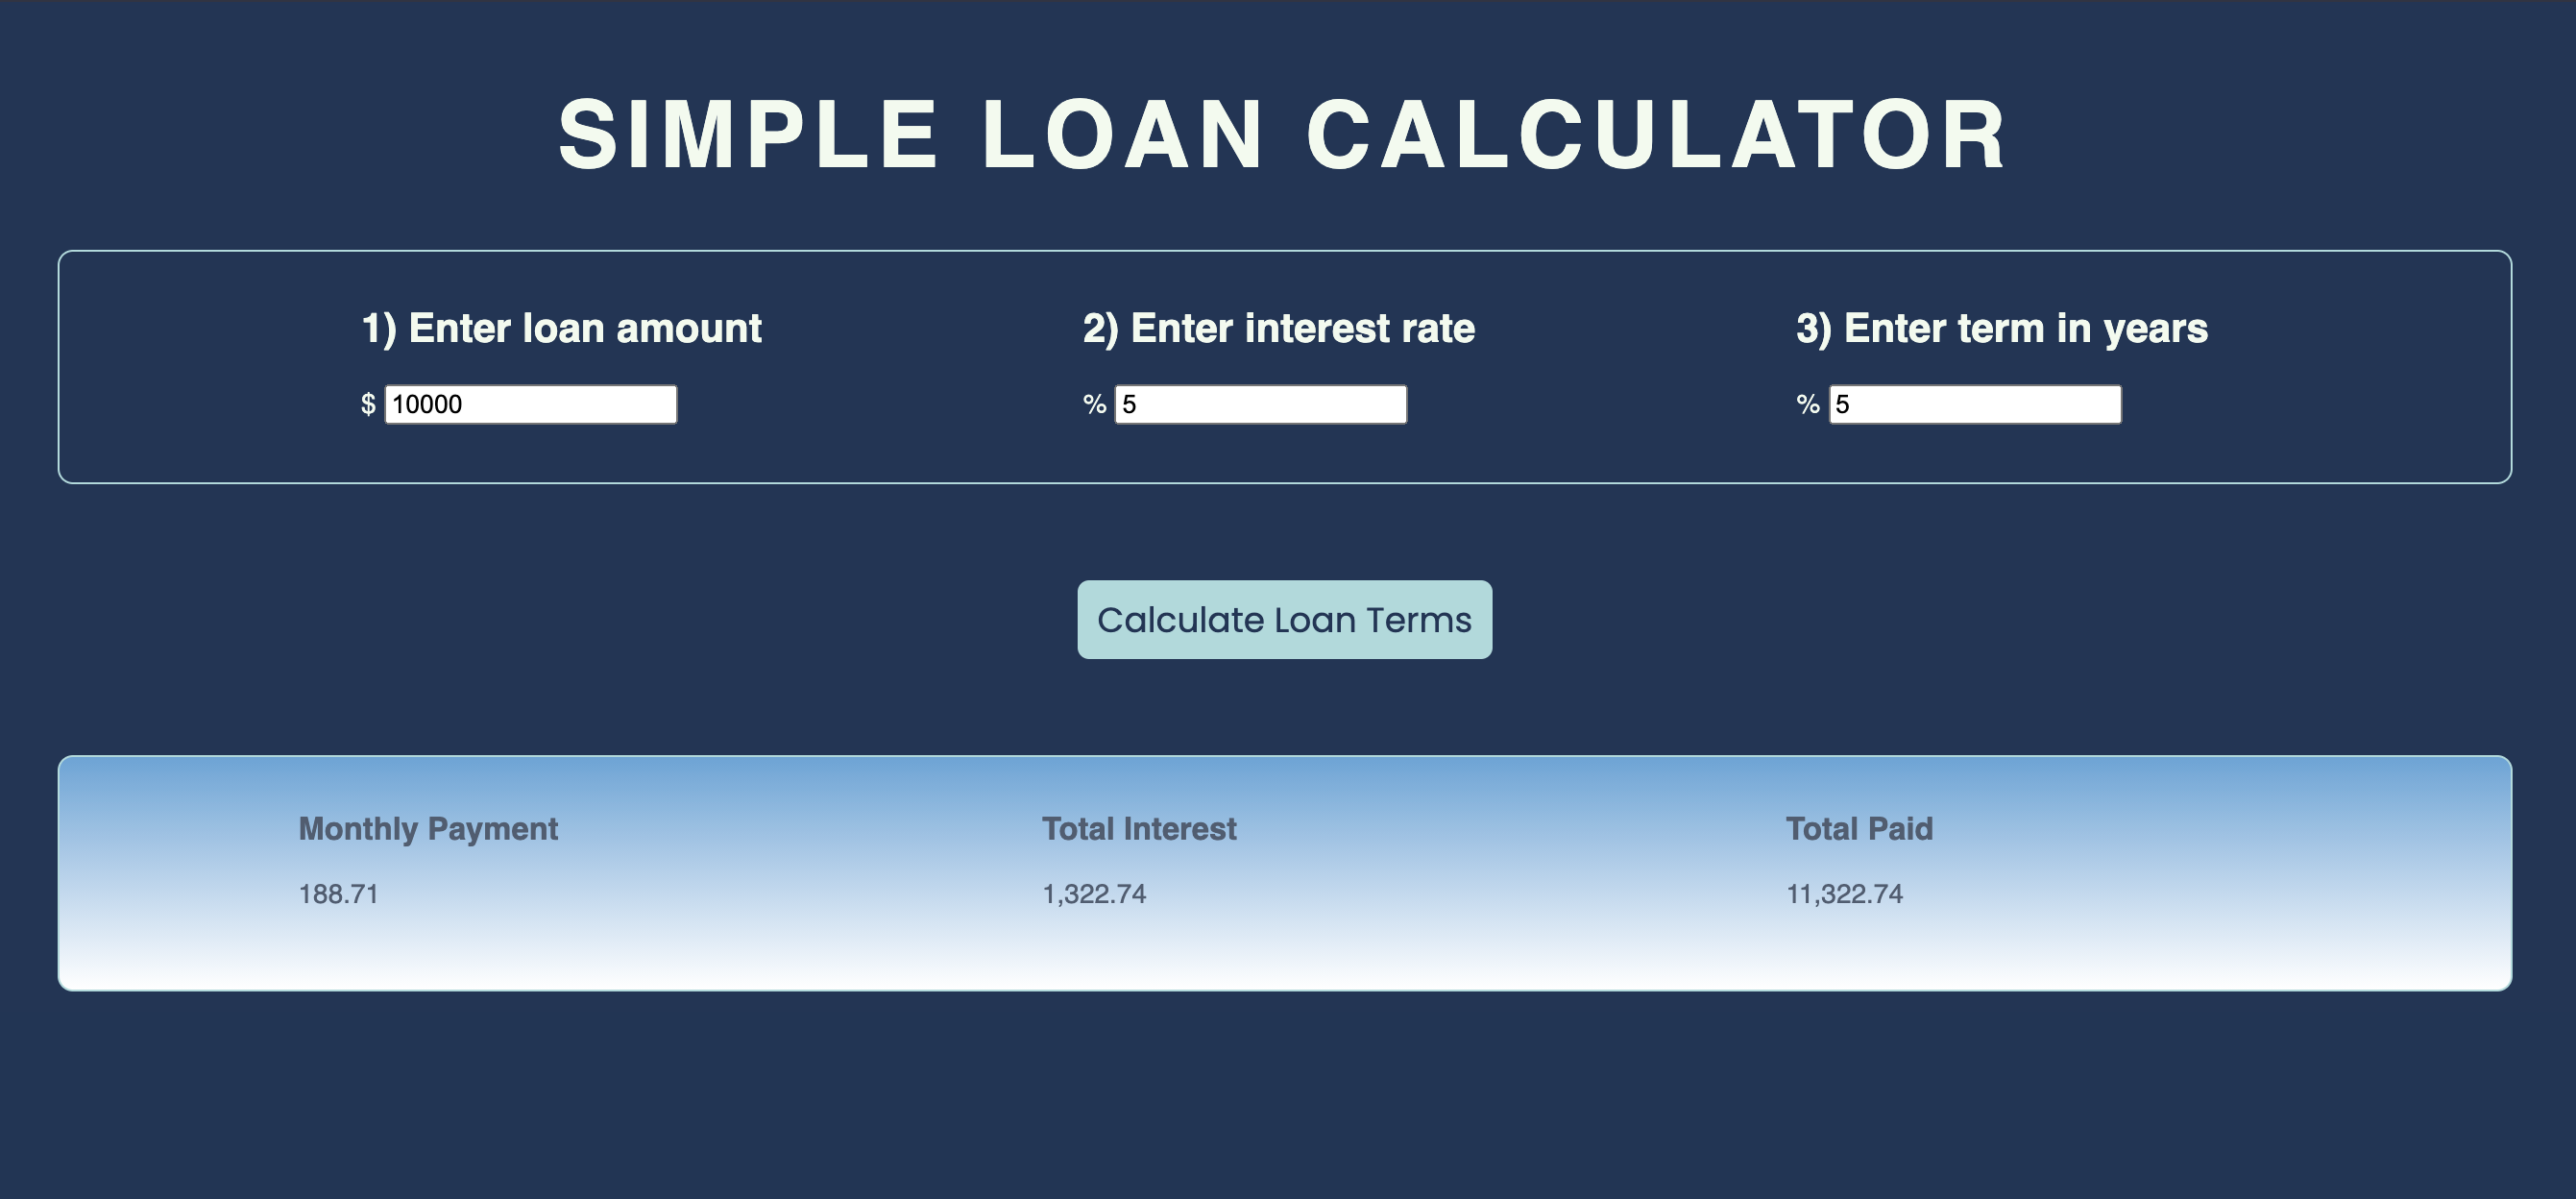 SIMPLE LOAN CALCULATOR
1) Enter loan amount
$ 10000
2) Enter interest rate
% 5
3) Enter term in years
% 5
Calculate Loan Terms
Monthly Payment
188.71
Total Interest
1,322.74
Total Paid
11,322.74